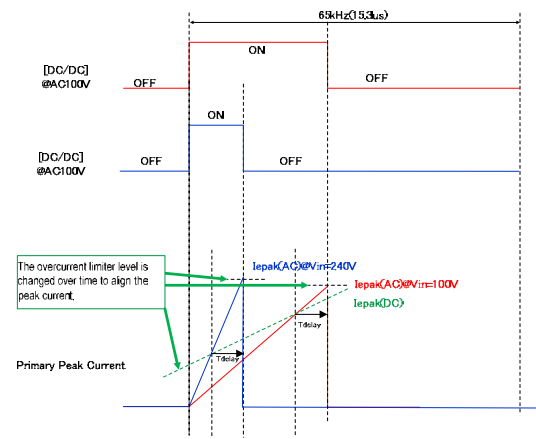 65kHz(15.3us)
ON
[DC/DC]
@AC100V
OFF
OFF
ON
[DC/DC]
@AC100V
OFF
OFF
The overcurrent limiter level is
changed over time to align the
peak current.
Iepak(AC)@Vin=240V
Iepak(AC)@Vin=100V
Iepak(DC)
Tdelay
Tdelay
Primary Peak Current